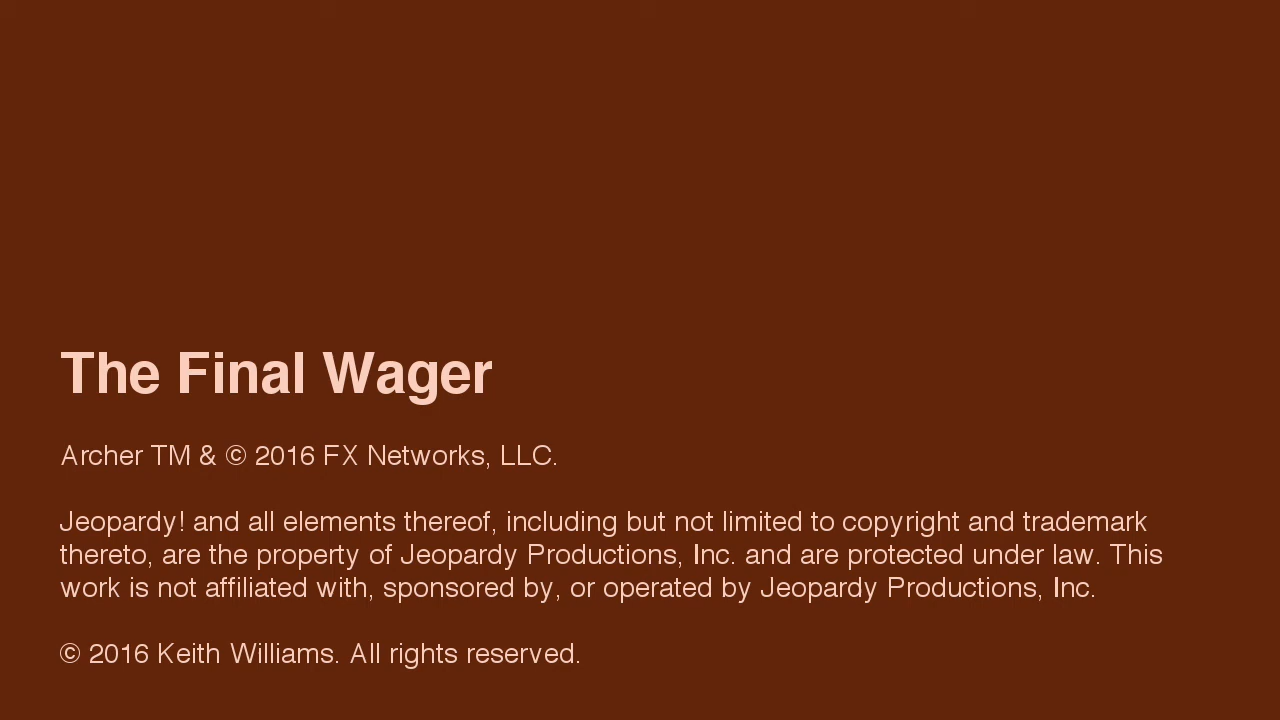 The Final Wager
Archer TM & © 2016 FX Networks, LLC.
Jeopardy! and all elements thereof, including but not limited to copyright and trademark
thereto, are the property of Jeopardy Productions, Inc. and are protected under law. This
work is not affiliated with, sponsored by, or operated by Jeopardy Productions, Inc.
© 2016 Keith Williams. All rights reserved.